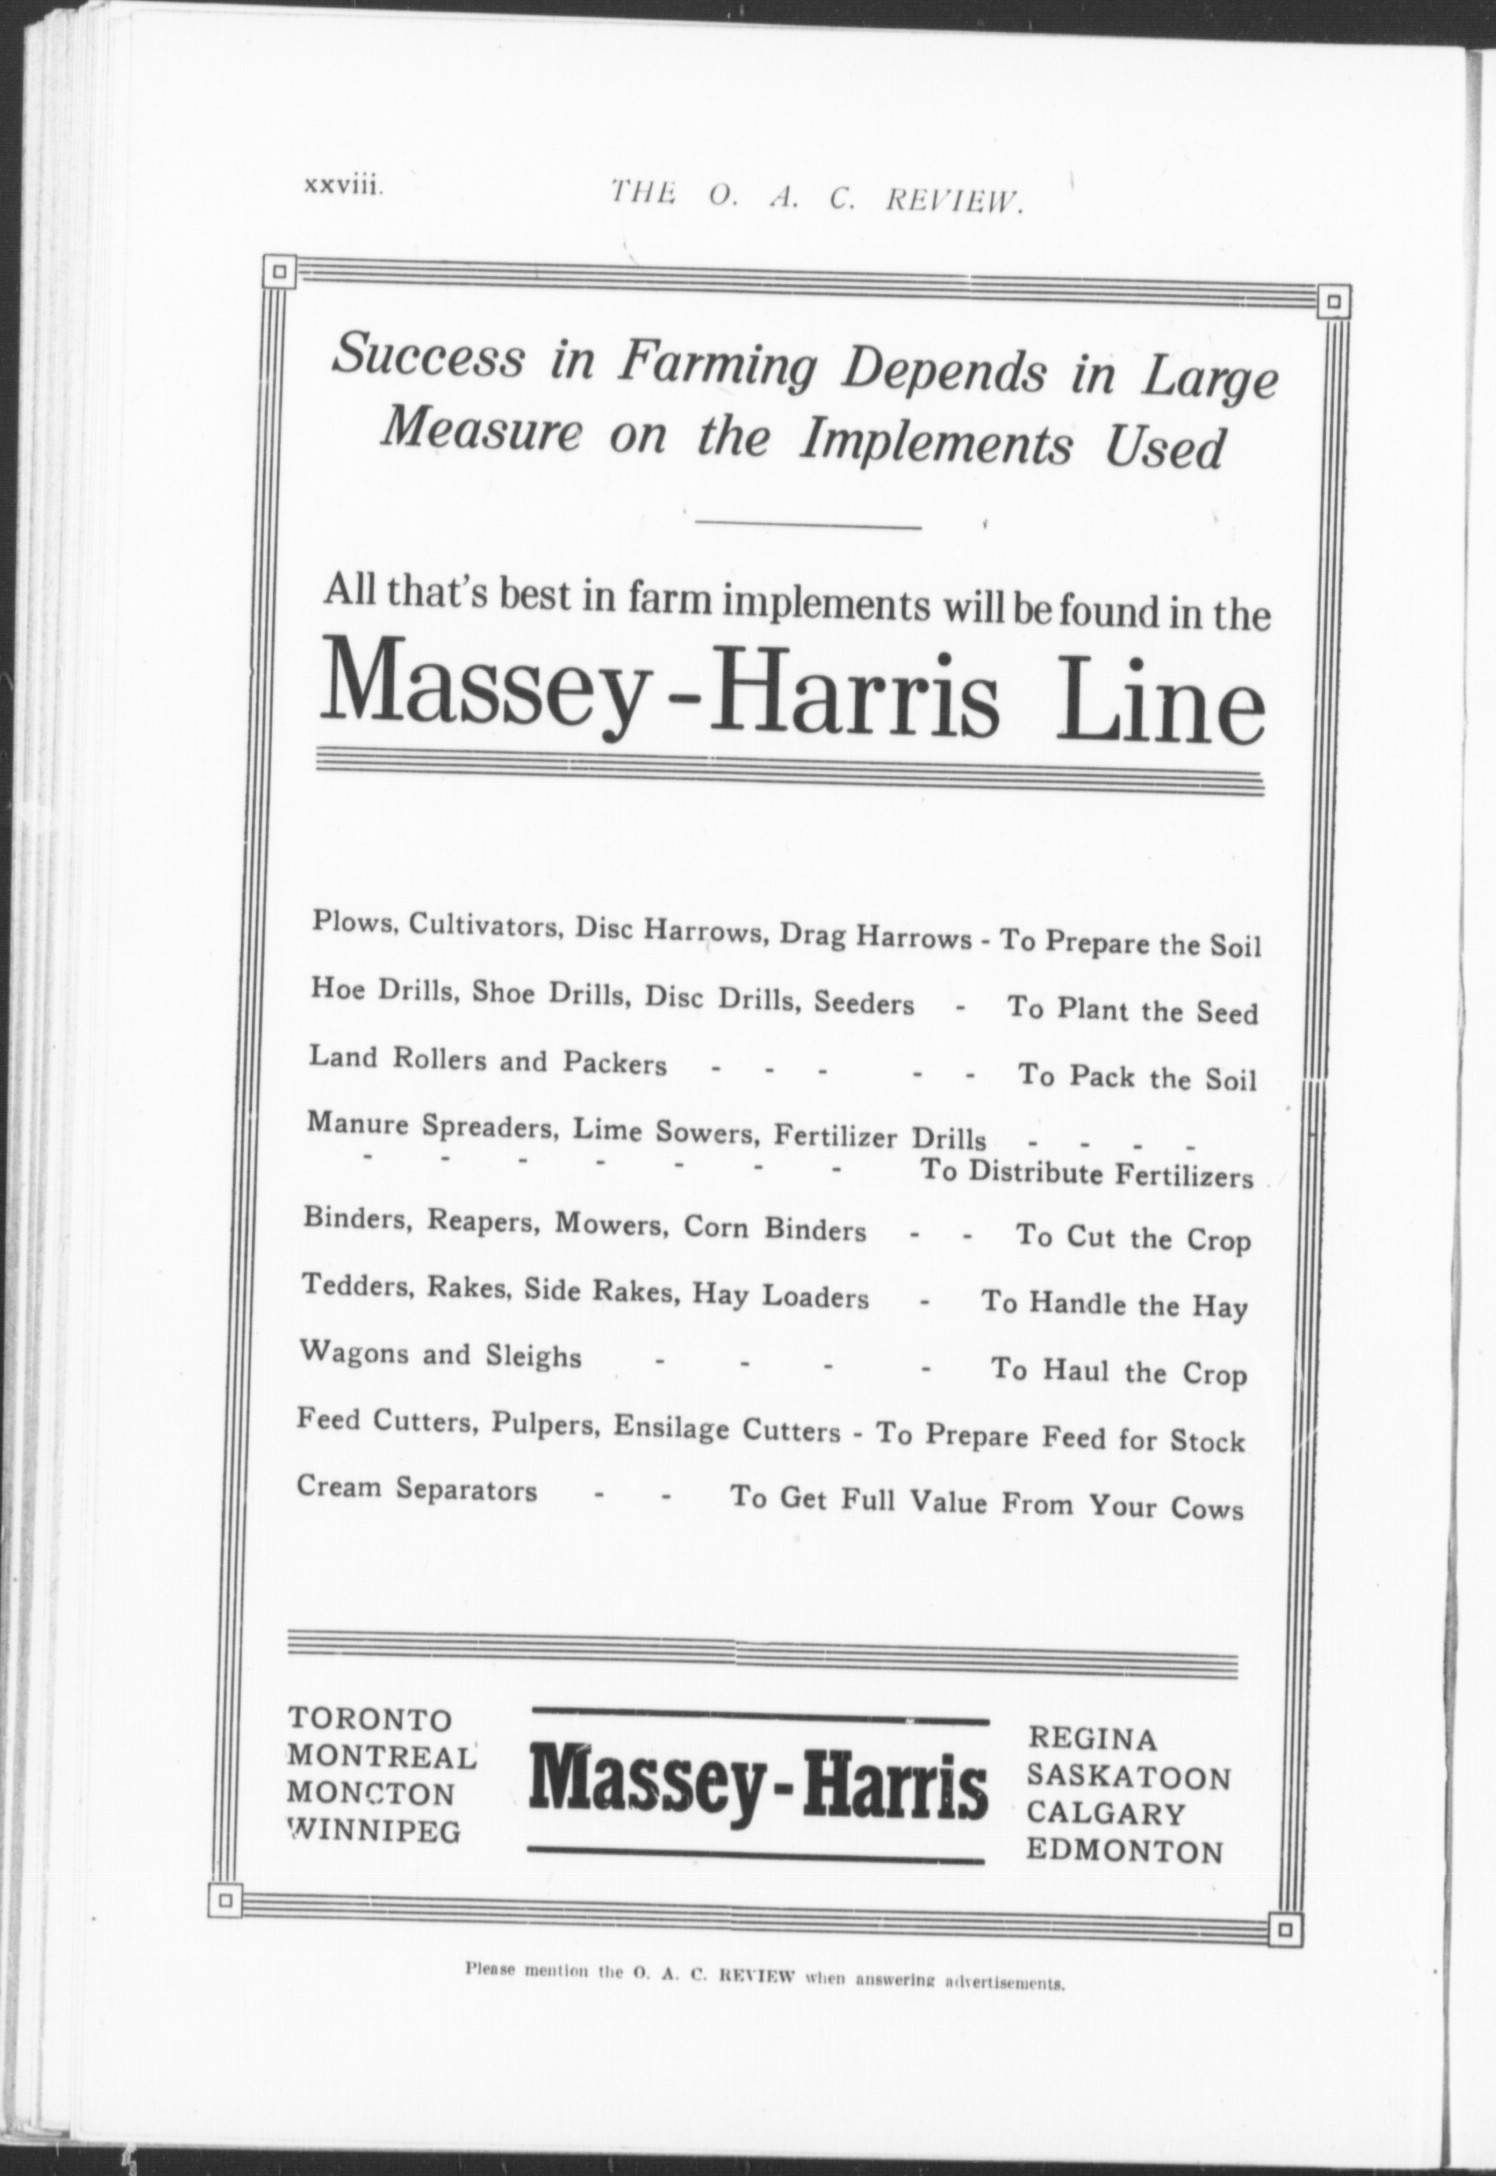 xxviii.
THE O. A. C. REVIEW.
Success in Farming Depends in Large
Measure on the Implements Used
All that's best in farm implements will be found in the
Massey-Harris Line
Plows, Cultivators, Disc Harrows, Drag Harrows - To Prepare the Soil
Hoe Drills, Shoe Drills, Disc Drills, Seeders - To Plant the Seed
Land Rollers and Packers - - - - - To Pack the Soil
Manure Spreaders, Lime Sowers, Fertilizer Drills - - - -
- - - - - - - To Distribute Fertilizers
Binders, Reapers, Mowers, Corn Binders - - To Cut the Crop
Tedders, Rakes, Side Rakes, Hay Loaders - To Handle the Hay
Wagons and Sleighs - - - - To Haul the Crop
Feed Cutters, Pulpers, Ensilage Cutters - To Prepare Feed for Stock
Cream Separators - - To Get Full Value From Your Cows
TORONTO
MONTREAL
MONCTON
WINNIPEG
Massey-Harris
REGINA
SASKATOON
CALGARY
EDMONTON
Please mention the O. A. C. REVIEW when answering advertisements.